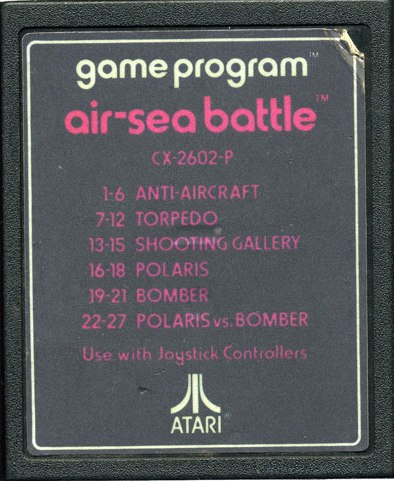 game program™
air-sea battle™
CX-2602-P
1-6 ANTI-AIRCRAFT
7-12 TORPEDO
13-15 SHOOTING GALLERY
16-18 POLARIS
19-21 BOMBER
22-27 POLARIS vs. BOMBER
Use with Joystick Controllers
ATARI®